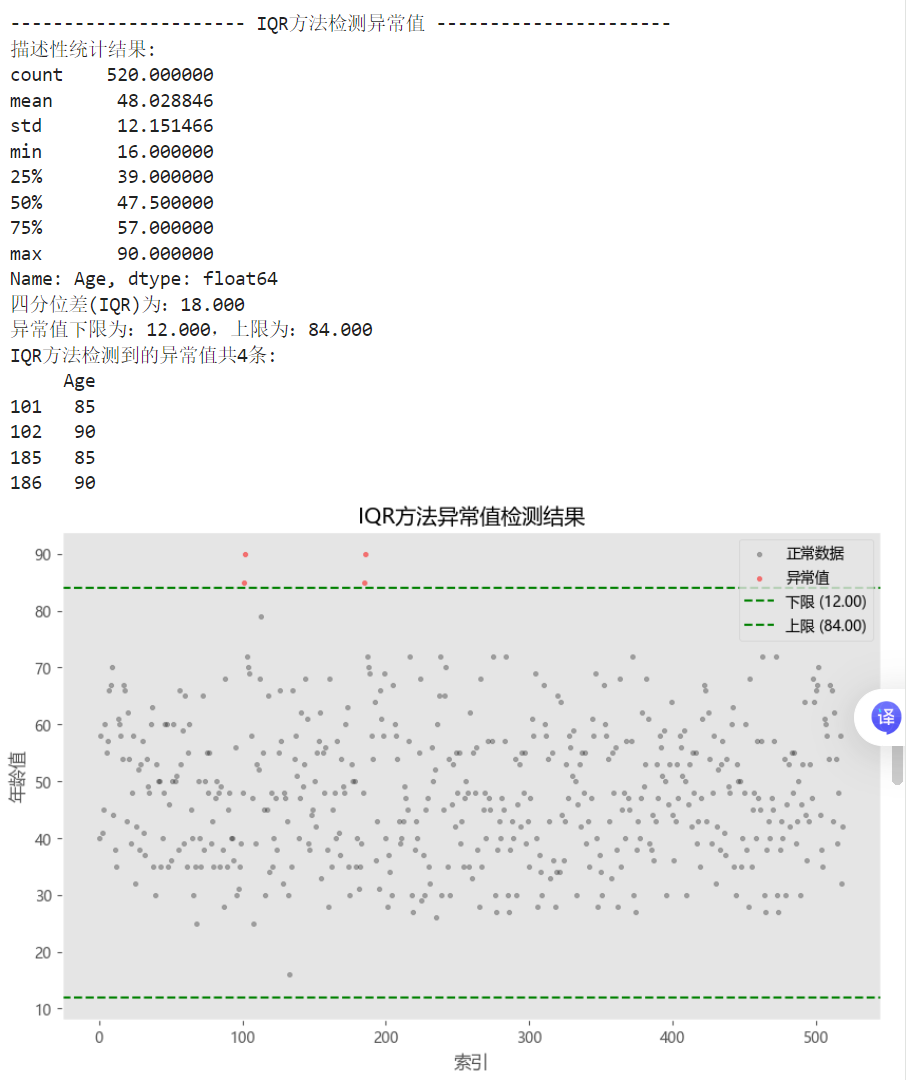 ---------------------- IQR方法检测异常值 ----------------------
描述性统计结果:
count    520.000000
mean      48.028846
std       12.151466
min       16.000000
25%       39.000000
50%       47.500000
75%       57.000000
max       90.000000
Name: Age, dtype: float64
四分位差(IQR)为: 18.000
异常值下限为: 12.000, 上限为: 84.000
IQR方法检测到的异常值共4条:
     Age
101   85
102   90
185   85
186   90
IQR方法异常值检测结果
正常数据
异常值
下限 (12.00)
上限 (84.00)
90
80
70
60
50
40
30
20
10
年龄值
0 100 200 300 400 500
索引
译